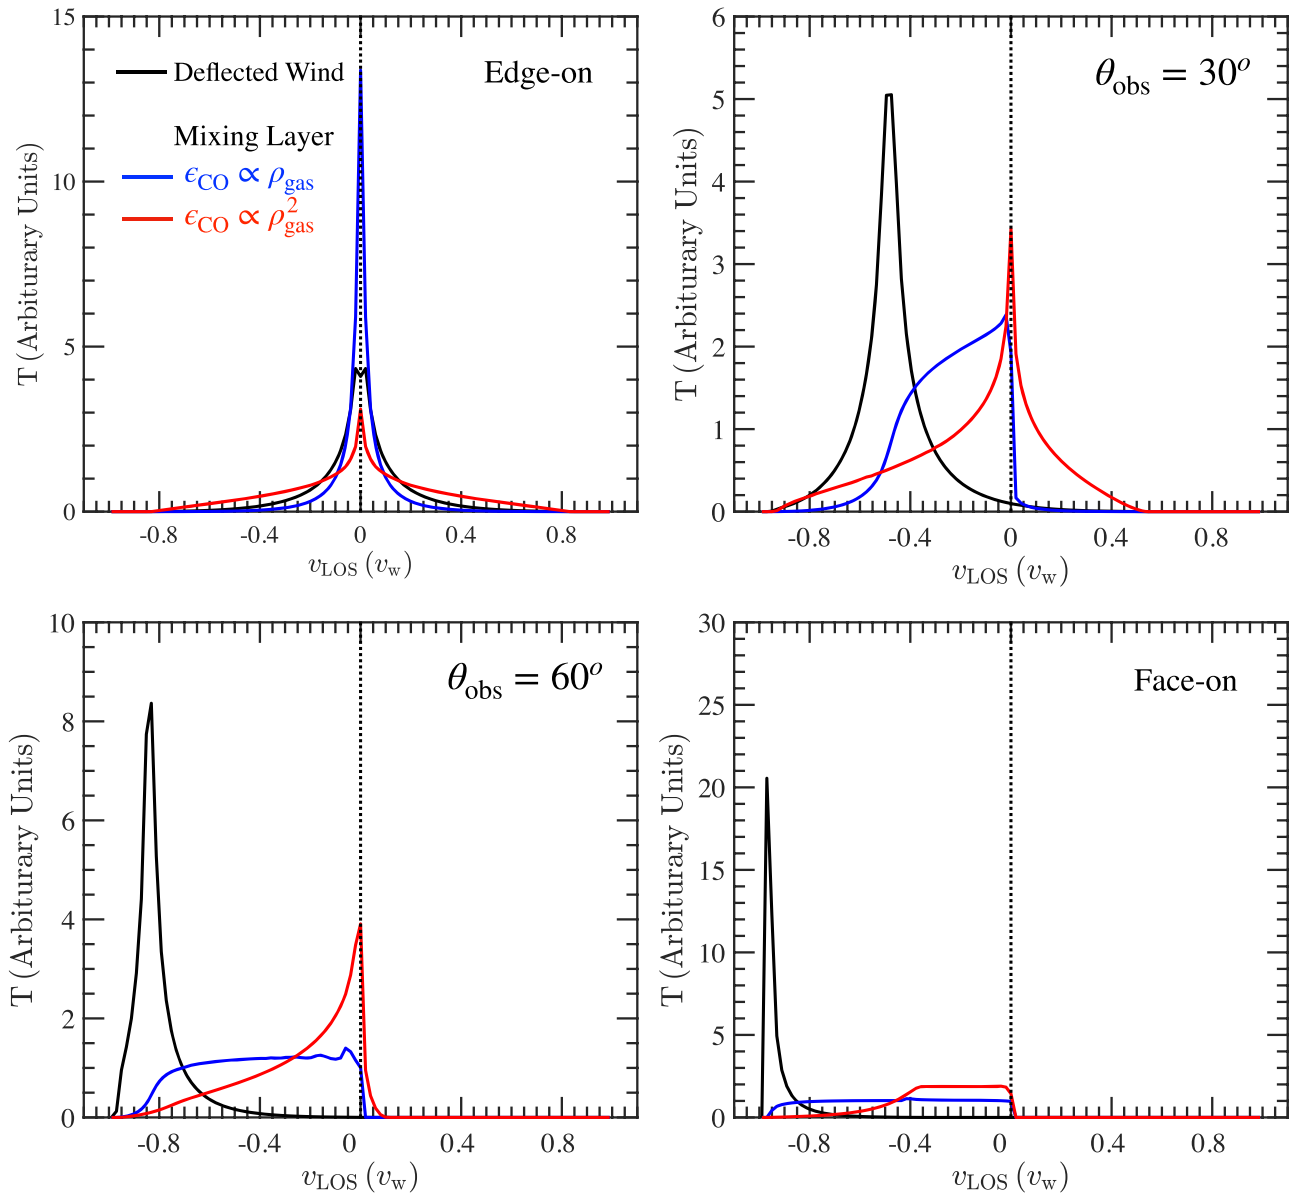 15
10
5
0
T (Arbiturary Units)
Deflected Wind
Mixing Layer
ϵCO ∝ ρgas
ϵCO ∝ ρ²gas
Edge-on
-0.8 -0.4 0 0.4 0.8
vLOS (vw)
6
5
4
3
2
1
0
T (Arbiturary Units)
θobs = 30º
-0.8 -0.4 0 0.4 0.8
vLOS (vw)
10
8
6
4
2
0
T (Arbiturary Units)
θobs = 60º
-0.8 -0.4 0 0.4 0.8
vLOS (vw)
30
25
20
15
10
5
0
T (Arbiturary Units)
Face-on
-0.8 -0.4 0 0.4 0.8
vLOS (vw)